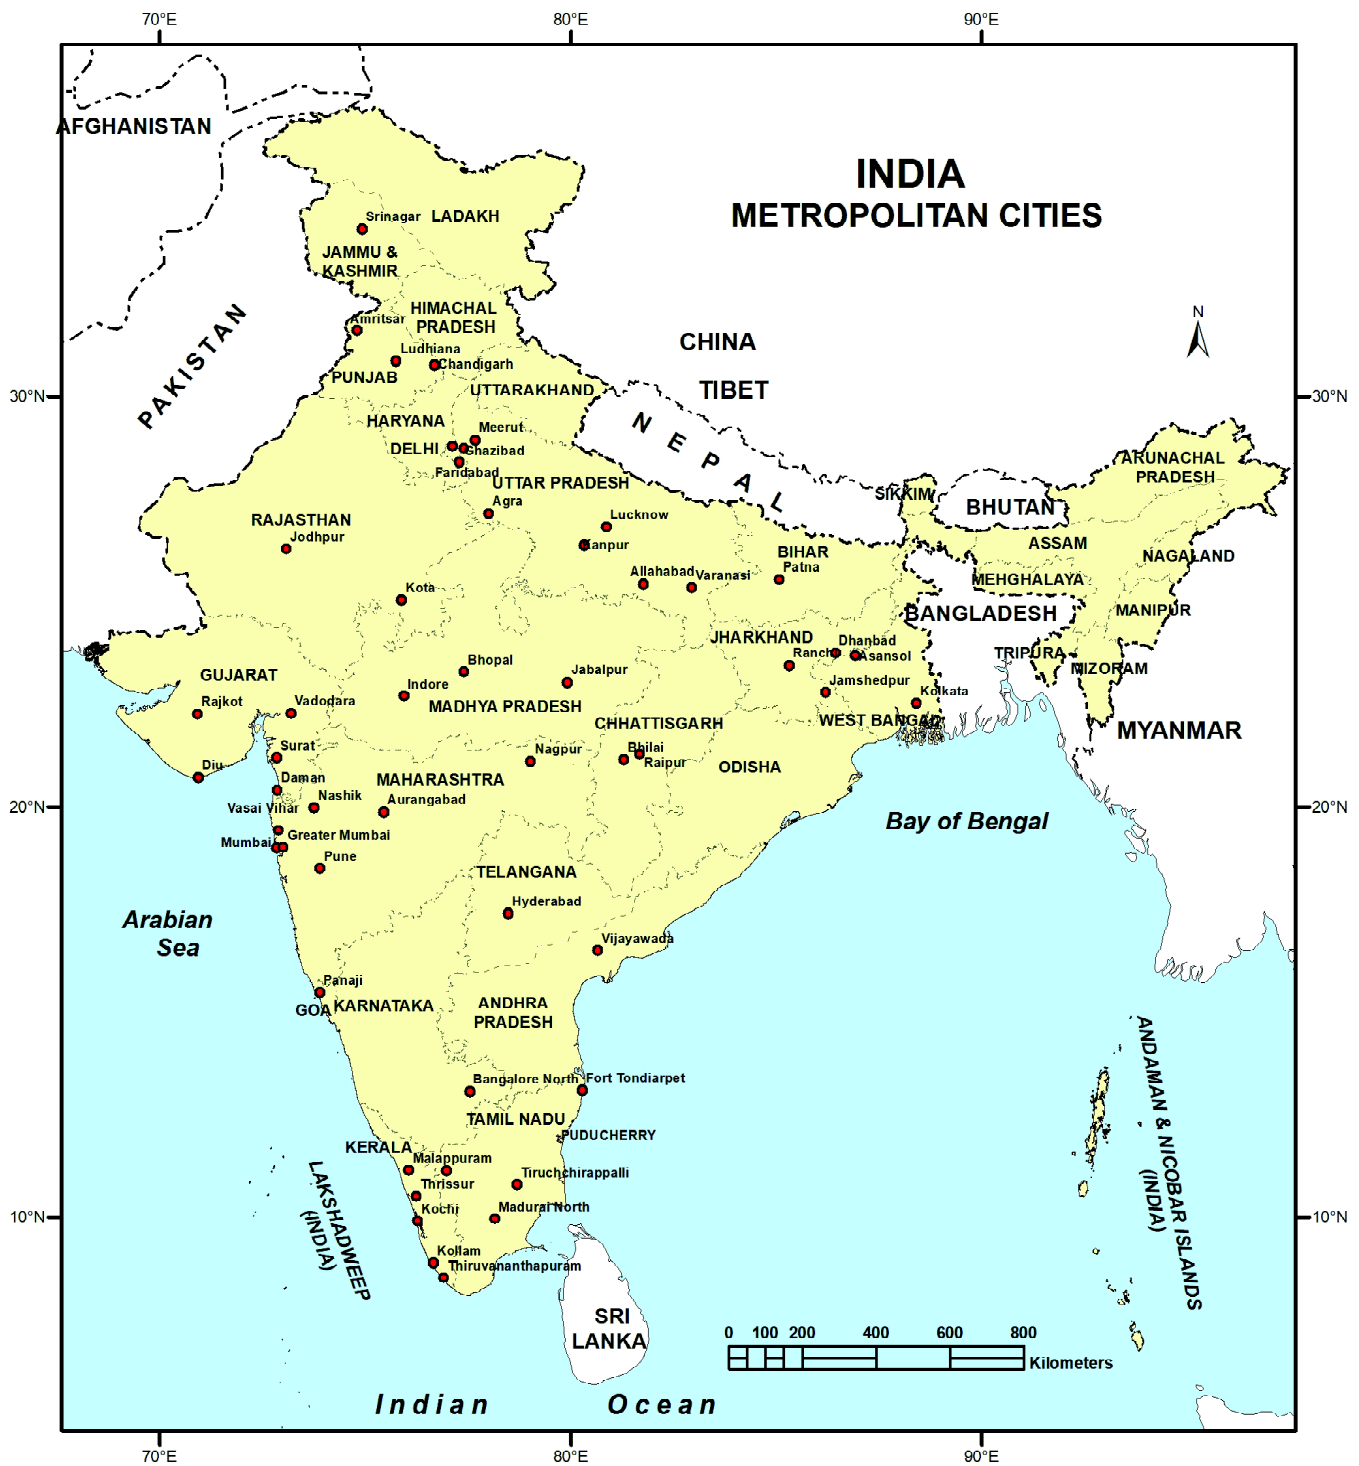 70°E
80°E
90°E
AFGHANISTAN
INDIA
METROPOLITAN CITIES
Srinagar
LADAKH
JAMMU &
KASHMIR
HIMACHAL
PRADESH
Amritsar
N
PAKISTAN
CHINA
Ludhiana
Chandigarh
PUNJAB
UTTARAKHAND
TIBET
30°N
30°N
HARYANA
Meerut
NEPAL
DELHI
Ghazibad
Faridabad
UTTAR PRADESH
Agra
ARUNACHAL
PRADESH
SIKKIM
BHUTAN
RAJASTHAN
Jodhpur
Lucknow
Kanpur
BIHAR
Patna
ASSAM
NAGALAND
Allahabad
Varanasi
MEHGHALAYA
Kota
BANGLADESH
MANIPUR
JHARKHAND
Dhanbad
Ranchi
Asansol
TRIPURA
MIZORAM
Bhopal
Jabalpur
GUJARAT
Indore
Jamshedpur
Kolkata
Rajkot
Vadodara
MADHYA PRADESH
CHHATTISGARH
WEST BANGAD
MYANMAR
Surat
Nagpur
Bhilai
Raipur
ODISHA
Diu
Daman
MAHARASHTRA
Nashik
Aurangabad
20°N
20°N
Vasai Vihar
Bay of Bengal
Mumbai
Greater Mumbai
Pune
TELANGANA
Hyderabad
Arabian
Sea
Vijayawada
Panaji
GOA
KARNATAKA
ANDHRA
PRADESH
Bangalore North
Fort Tondiarpet
TAMIL NADU
PUDUCHERRY
KERALA
Malappuram
Tiruchchirappalli
Thrissur
Kochi
Madurai North
LAKSHADWEEP
(INDIA)
ANDAMAN & NICOBAR ISLANDS
(INDIA)
10°N
10°N
Kollam
Thiruvananthapuram
SRI
LANKA
0 100 200 400 600 800
Kilometers
Indian Ocean
70°E
80°E
90°E